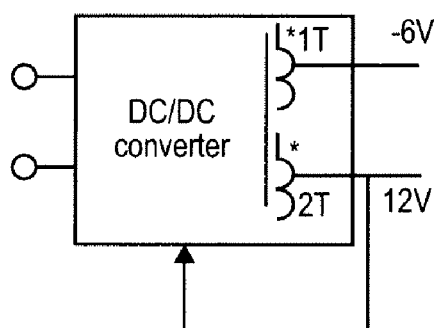 *1T
-6V
DC/DC
converter
*
2T
12V